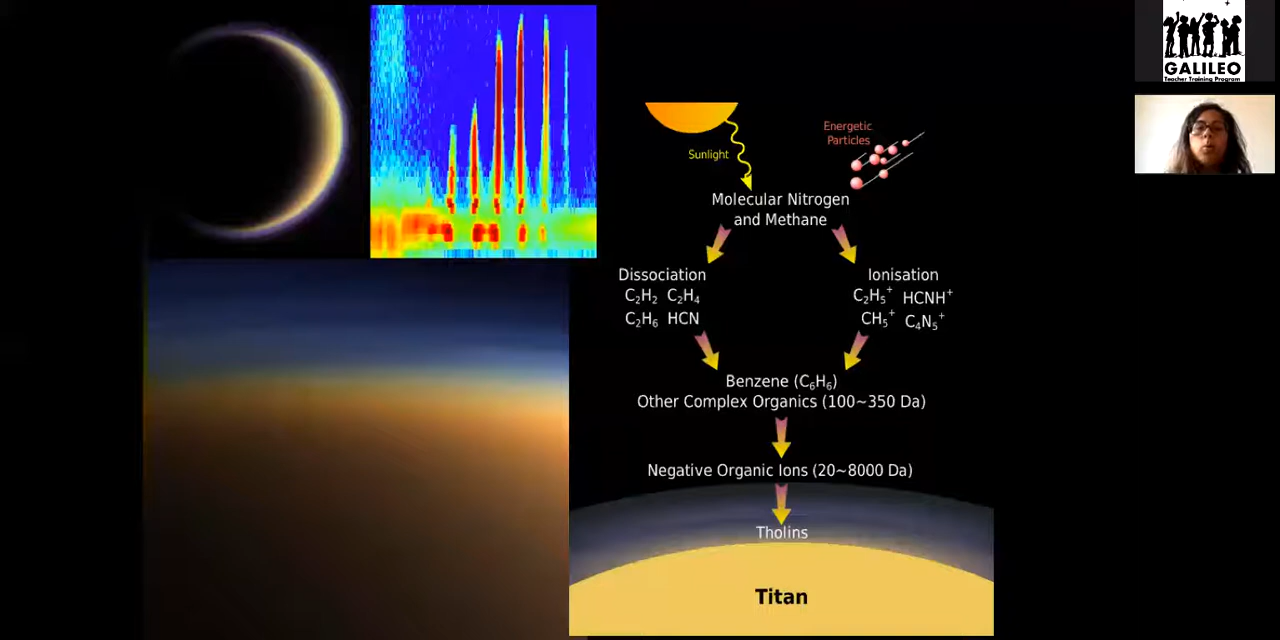 GALILEO
Teacher Training Program
Energetic
Particles
Sunlight
Molecular Nitrogen
and Methane
Dissociation
C₂H₂ C₂H₄
C₂H₆ HCN
Ionisation
C₂H₅⁺ HCNH⁺
CH₅⁺ C₄N₅⁺
Benzene (C₆H₆)
Other Complex Organics (100~350 Da)
Negative Organic Ions (20~8000 Da)
Tholins
Titan